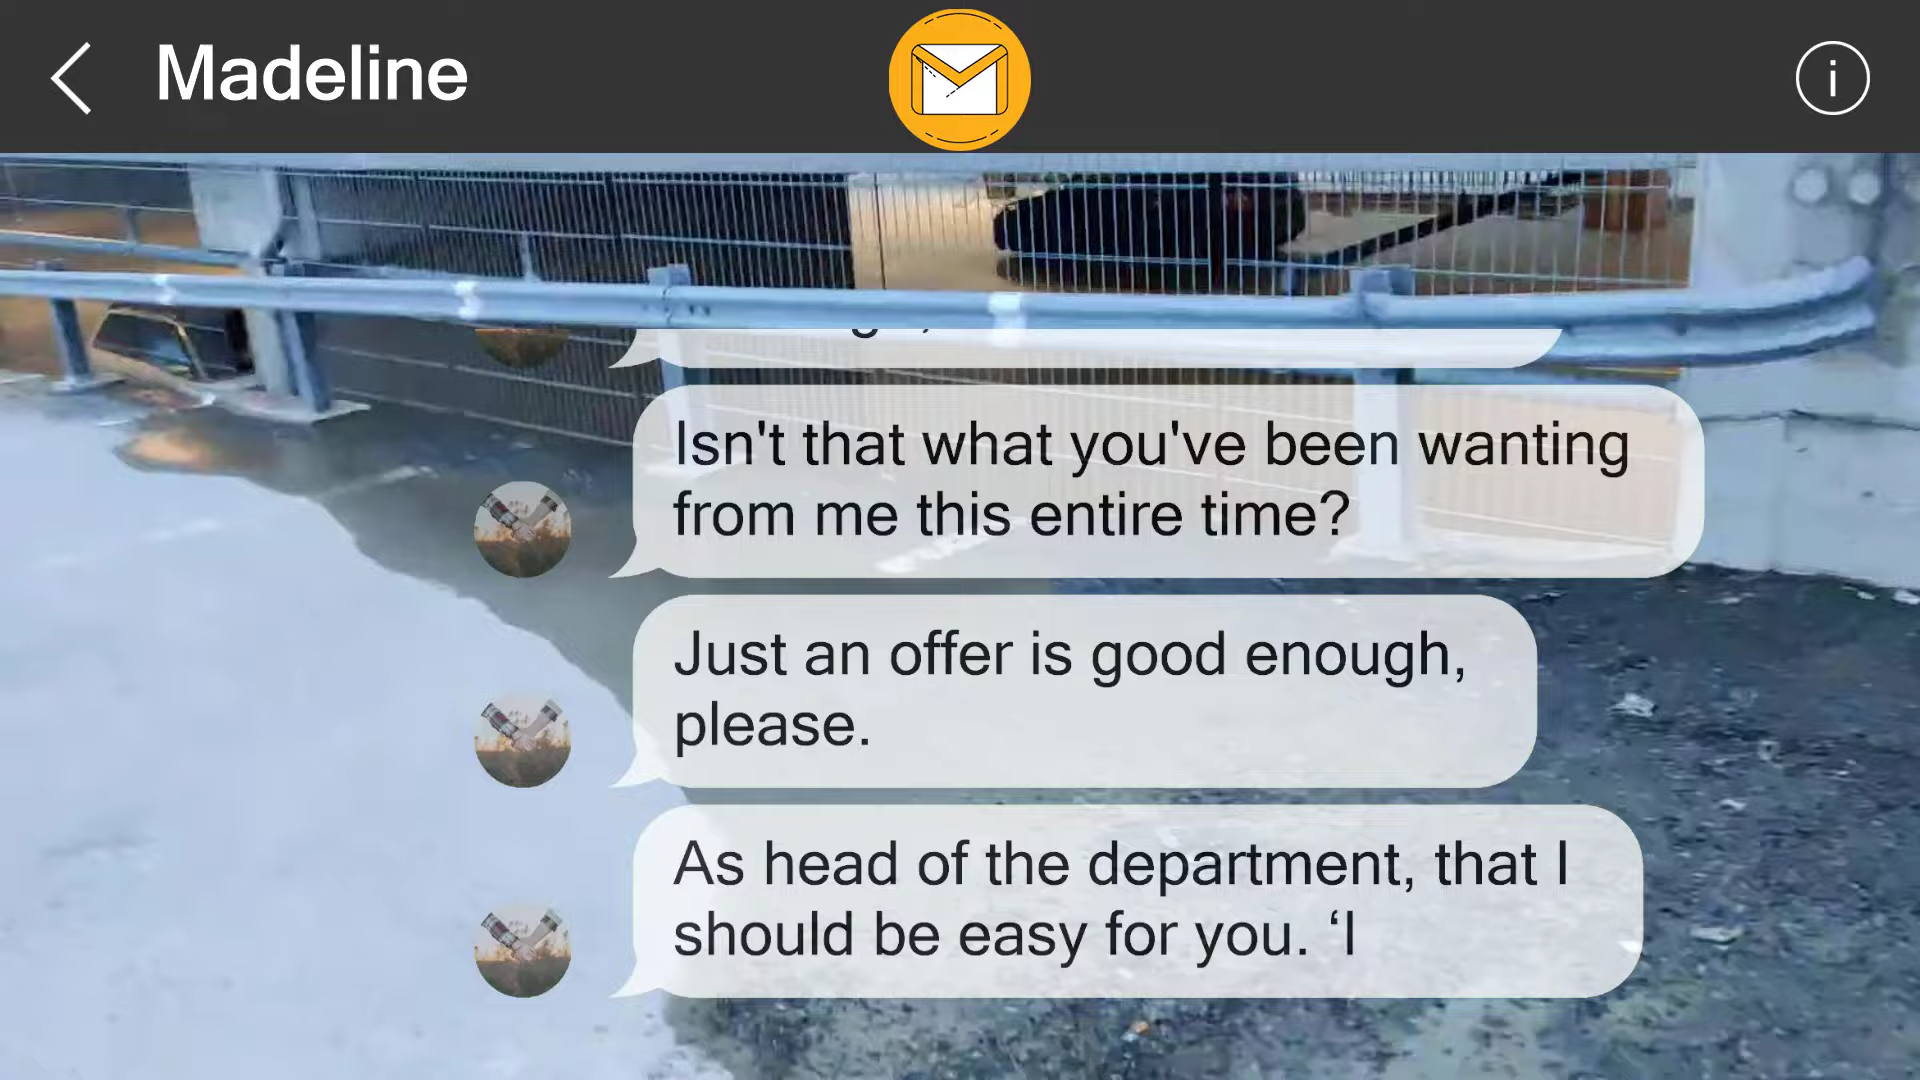 Madeline
Isn't that what you've been wanting
from me this entire time?
Just an offer is good enough,
please.
As head of the department, that I
should be easy for you. ‘I